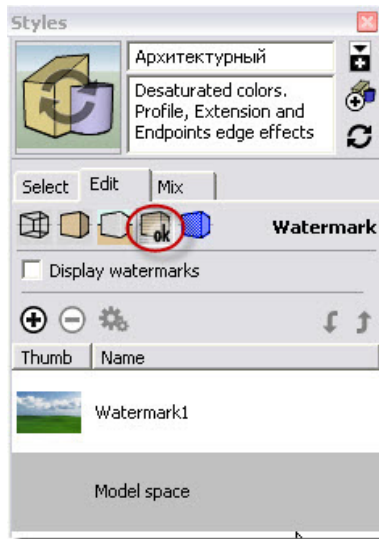 Styles
Архитектурный
Desaturated colors.
Profile, Extension and
Endpoints edge effects
Select Edit Mix
ok Watermark
Display watermarks
Thumb Name
Watermark1
Model space